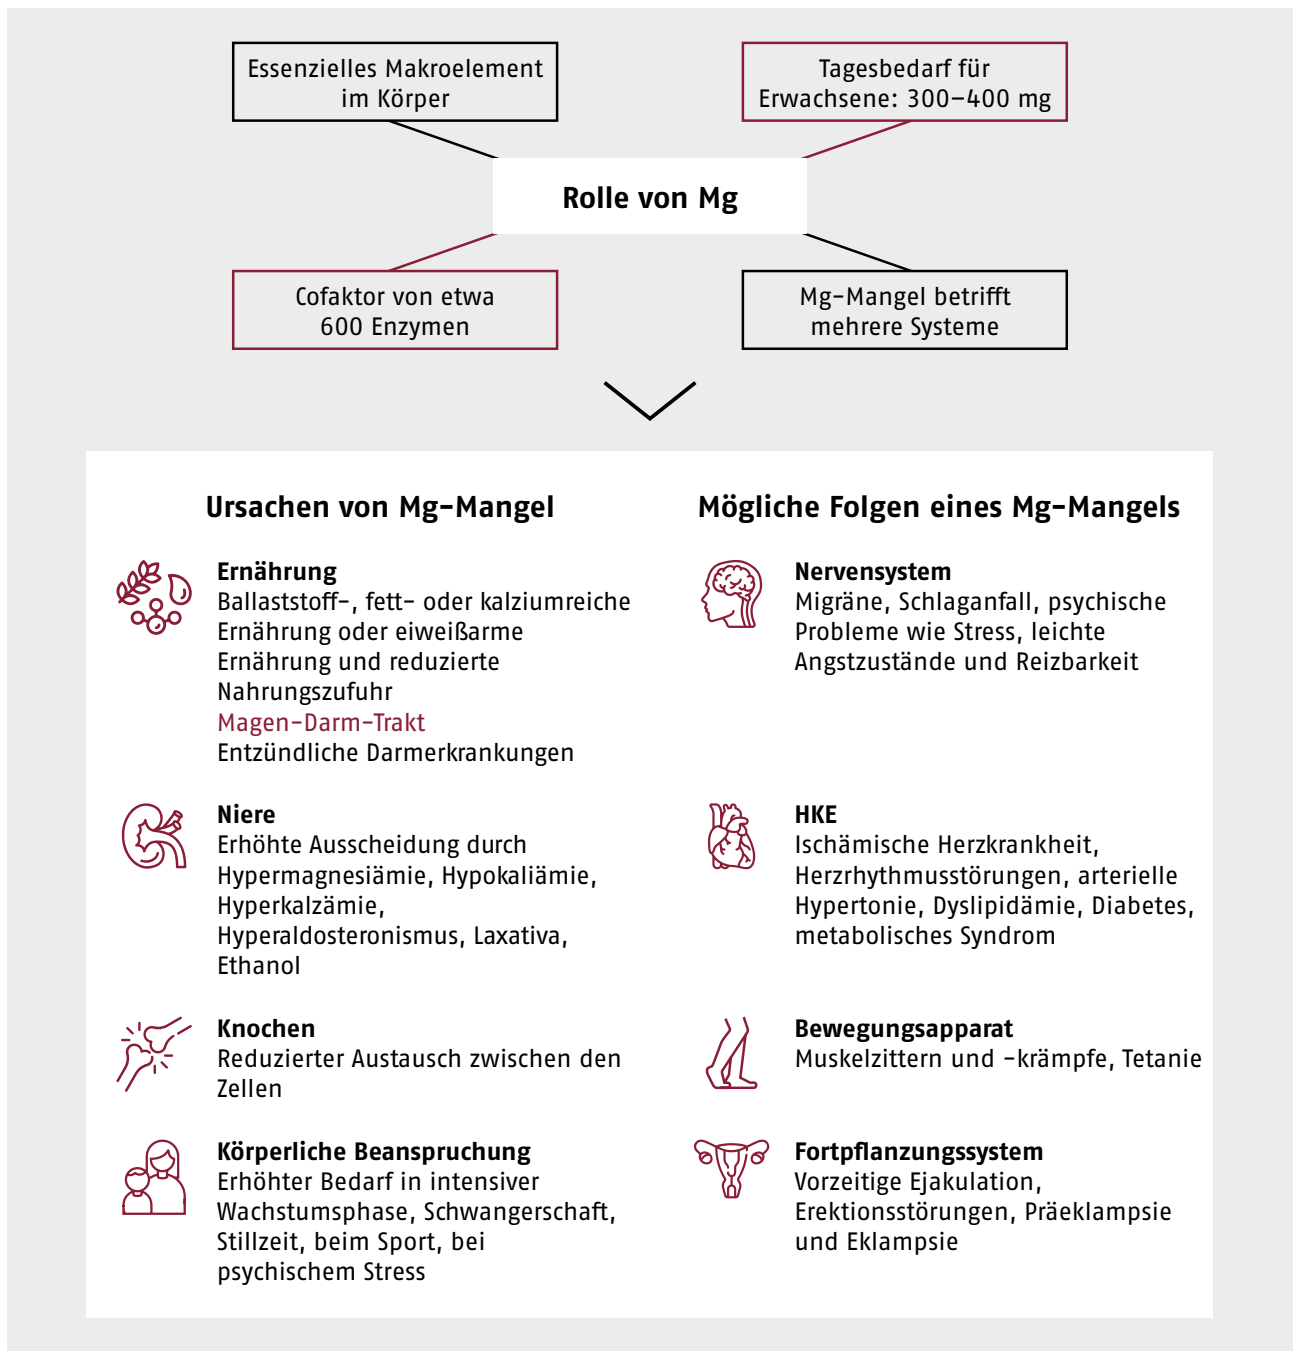 Essenzielles Makroelement
im Körper
Tagesbedarf für
Erwachsene: 300–400 mg
Rolle von Mg
Cofaktor von etwa
600 Enzymen
Mg-Mangel betrifft
mehrere Systeme
Ursachen von Mg-Mangel
Ernährung
Ballaststoff-, fett- oder kalziumreiche
Ernährung oder eiweißarme
Ernährung und reduzierte
Nahrungszufuhr
Magen-Darm-Trakt
Entzündliche Darmerkrankungen
Niere
Erhöhte Ausscheidung durch
Hypermagnesiämie, Hypokaliämie,
Hyperkalzämie,
Hyperaldosteronismus, Laxativa,
Ethanol
Knochen
Reduzierter Austausch zwischen den
Zellen
Körperliche Beanspruchung
Erhöhter Bedarf in intensiver
Wachstumsphase, Schwangerschaft,
Stillzeit, beim Sport, bei
psychischem Stress
Mögliche Folgen eines Mg-Mangels
Nervensystem
Migräne, Schlaganfall, psychische
Probleme wie Stress, leichte
Angstzustände und Reizbarkeit
HKE
Ischämische Herzkrankheit,
Herzrhythmusstörungen, arterielle
Hypertonie, Dyslipidämie, Diabetes,
metabolisches Syndrom
Bewegungsapparat
Muskelzittern und -krämpfe, Tetanie
Fortpflanzungssystem
Vorzeitige Ejakulation,
Erektionsstörungen, Präeklampsie
und Eklampsie